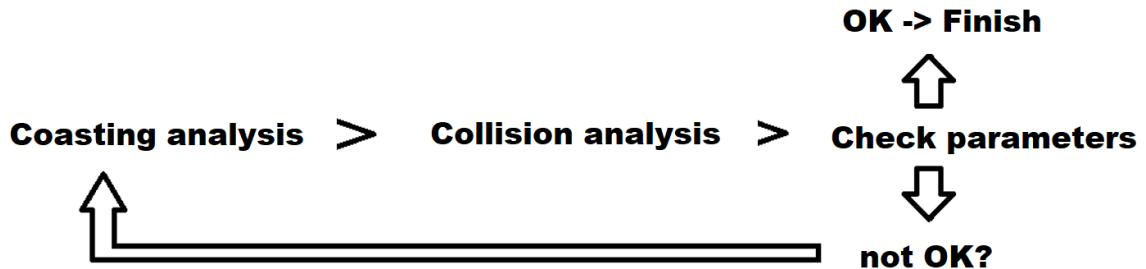 OK -> Finish
Coasting analysis > Collision analysis > Check parameters
not OK?